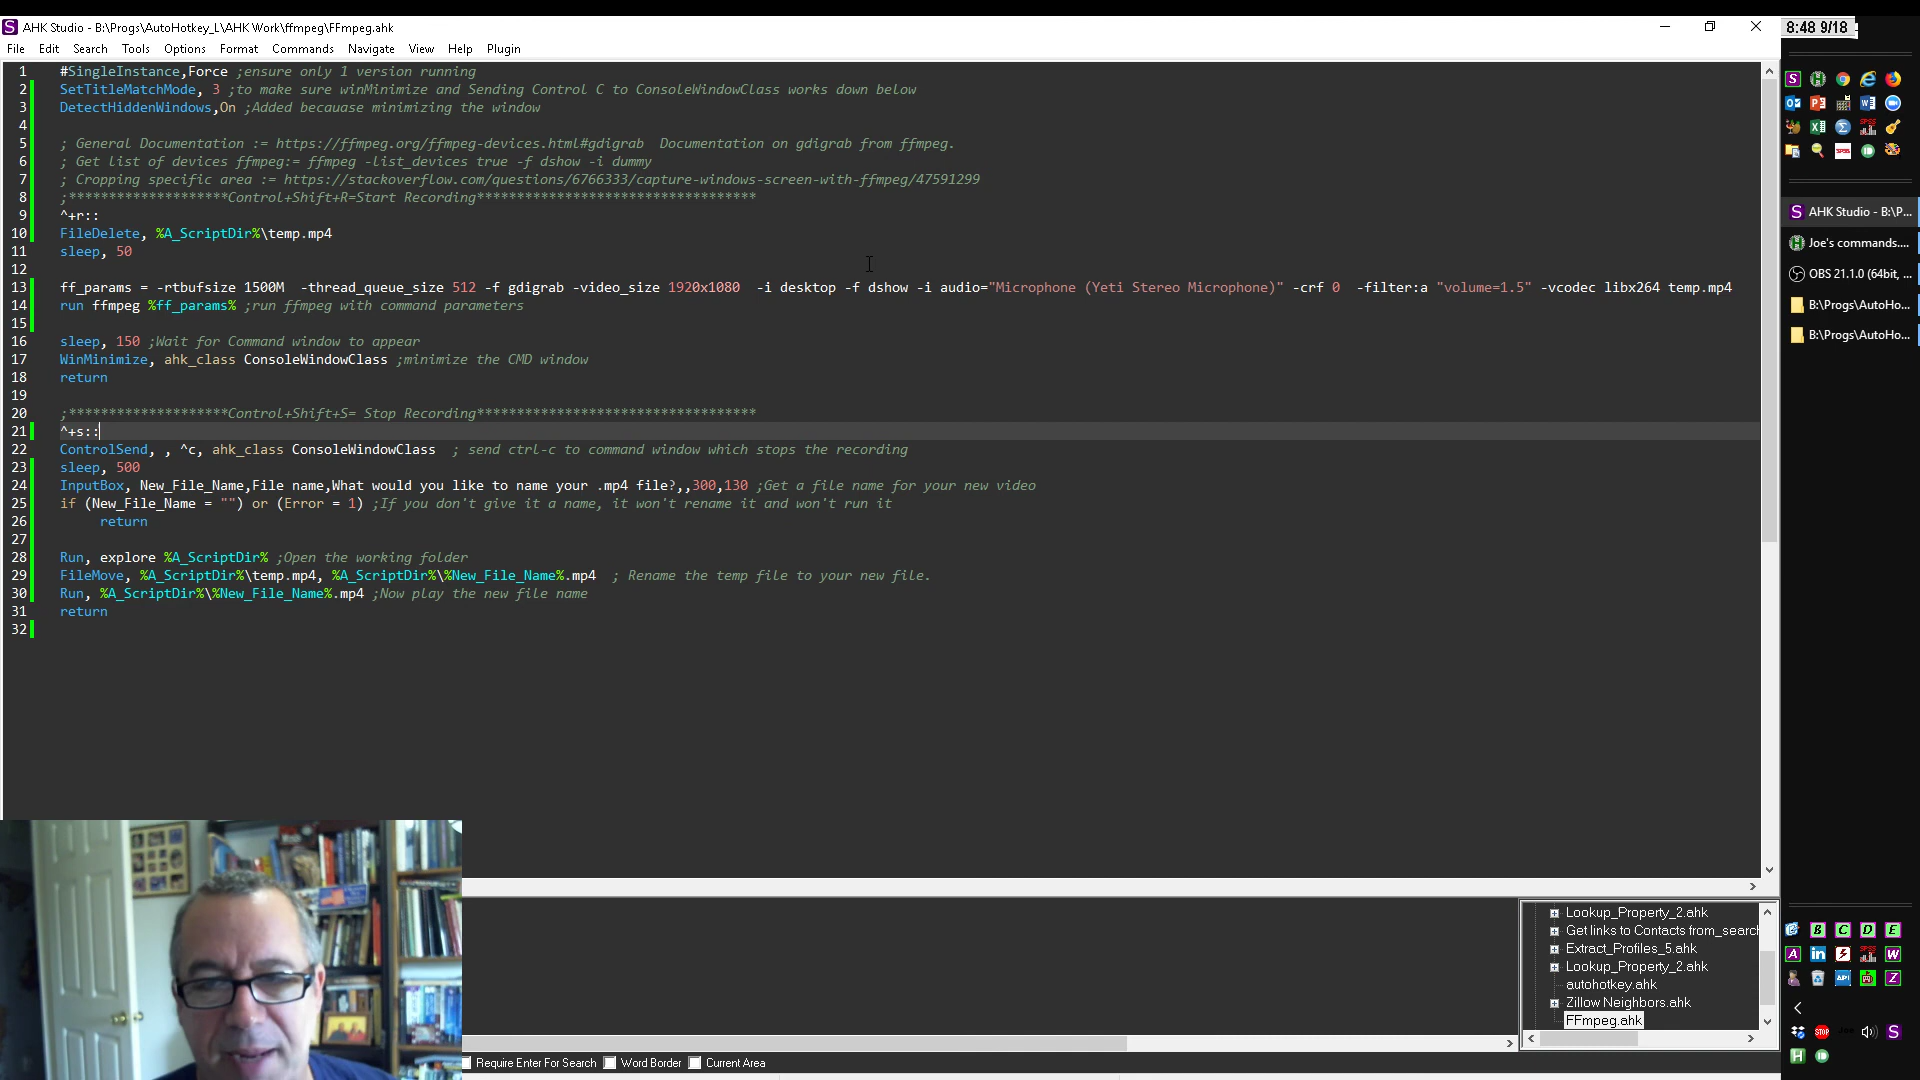 AHK Studio - B:\Progs\AutoHotkey_L\AHK Work\ffmpeg\FFmpeg.ahk
8:48 9/18
File Edit Search Tools Options Format Commands Navigate View Help Plugin
1 #SingleInstance,Force ;ensure only 1 version running
2 SetTitleMatchMode, 3 ;to make sure winMinimize and Sending Control C to ConsoleWindowClass works down below
3 DetectHiddenWindows,On ;Added becauase minimizing the window
4
5 ; General Documentation := https://ffmpeg.org/ffmpeg-devices.html#gdigrab  Documentation on gdigrab from ffmpeg.
6 ; Get list of devices ffmpeg:= ffmpeg -list_devices true -f dshow -i dummy
7 ; Cropping specific area := https://stackoverflow.com/questions/6766333/capture-windows-screen-with-ffmpeg/47591299
8 ;********************Control+Shift+R=Start Recording***********************************
9 ^+r::
10 FileDelete, %A_ScriptDir%\temp.mp4
11 sleep, 50
12
13 ff_params = -rtbufsize 1500M  -thread_queue_size 512 -f gdigrab -video_size 1920x1080  -i desktop -f dshow -i audio="Microphone (Yeti Stereo Microphone)" -crf 0  -filter:a "volume=1.5" -vcodec libx264 temp.mp4
14 run ffmpeg %ff_params% ;run ffmpeg with command parameters
15
16 sleep, 150 ;Wait for Command window to appear
17 WinMinimize, ahk_class ConsoleWindowClass ;minimize the CMD window
18 return
19
20 ;********************Control+Shift+S= Stop Recording***********************************
21 ^+s::
22 ControlSend, , ^c, ahk_class ConsoleWindowClass  ; send ctrl-c to command window which stops the recording
23 sleep, 500
24 InputBox, New_File_Name,File name,What would you like to name your .mp4 file?,,300,130 ;Get a file name for your new video
25 if (New_File_Name = "") or (Error = 1) ;If you don't give it a name, it won't rename it and won't run it
26 return
27
28 Run, explore %A_ScriptDir% ;Open the working folder
29 FileMove, %A_ScriptDir%\temp.mp4, %A_ScriptDir%\%New_File_Name%.mp4  ; Rename the temp file to your new file.
30 Run, %A_ScriptDir%\%New_File_Name%.mp4 ;Now play the new file name
31 return
32
AHK Studio - B:\P...
Joe's commands....
OBS 21.1.0 (64bit, ...
B:\Progs\AutoHo...
B:\Progs\AutoHo...
Lookup_Property_2.ahk
Get links to Contacts from_search
Extract_Profiles_5.ahk
Lookup_Property_2.ahk
autohotkey.ahk
Zillow Neighbors.ahk
FFmpeg.ahk
Require Enter For Search Word Border Current Area